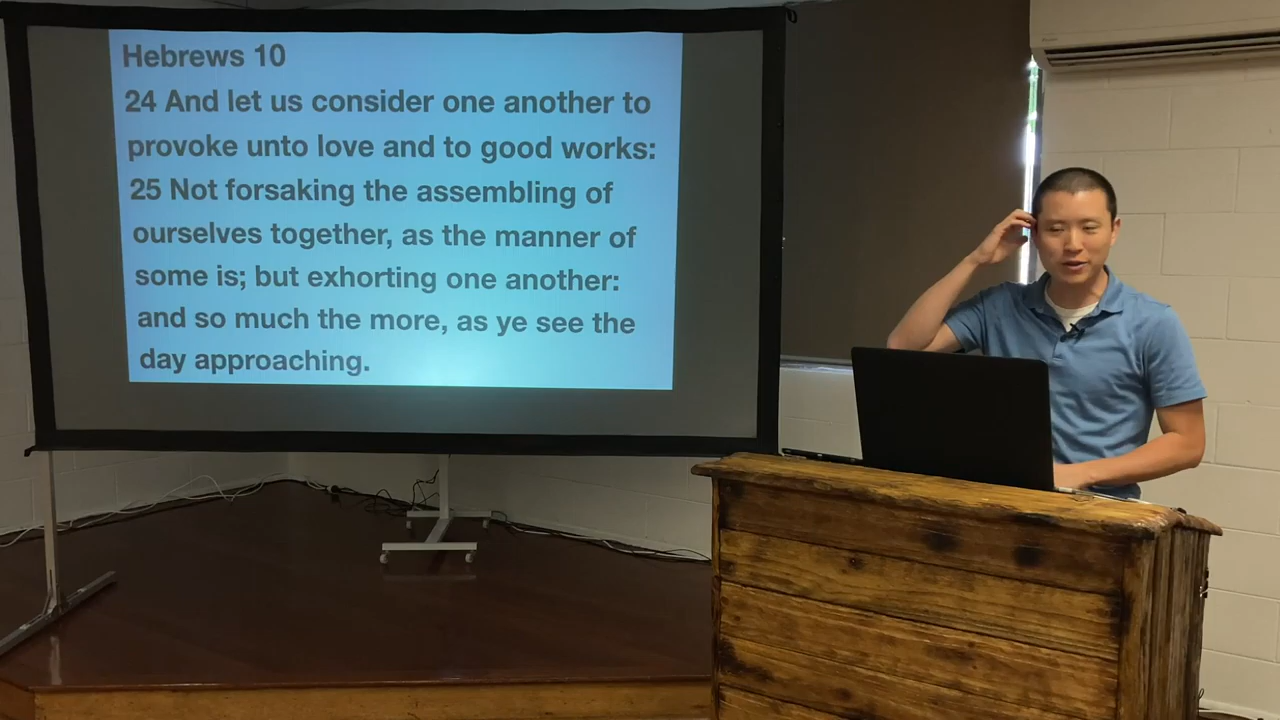 Hebrews 10
24 And let us consider one another to
provoke unto love and to good works:
25 Not forsaking the assembling of
ourselves together, as the manner of
some is; but exhorting one another:
and so much the more, as ye see the
day approaching.